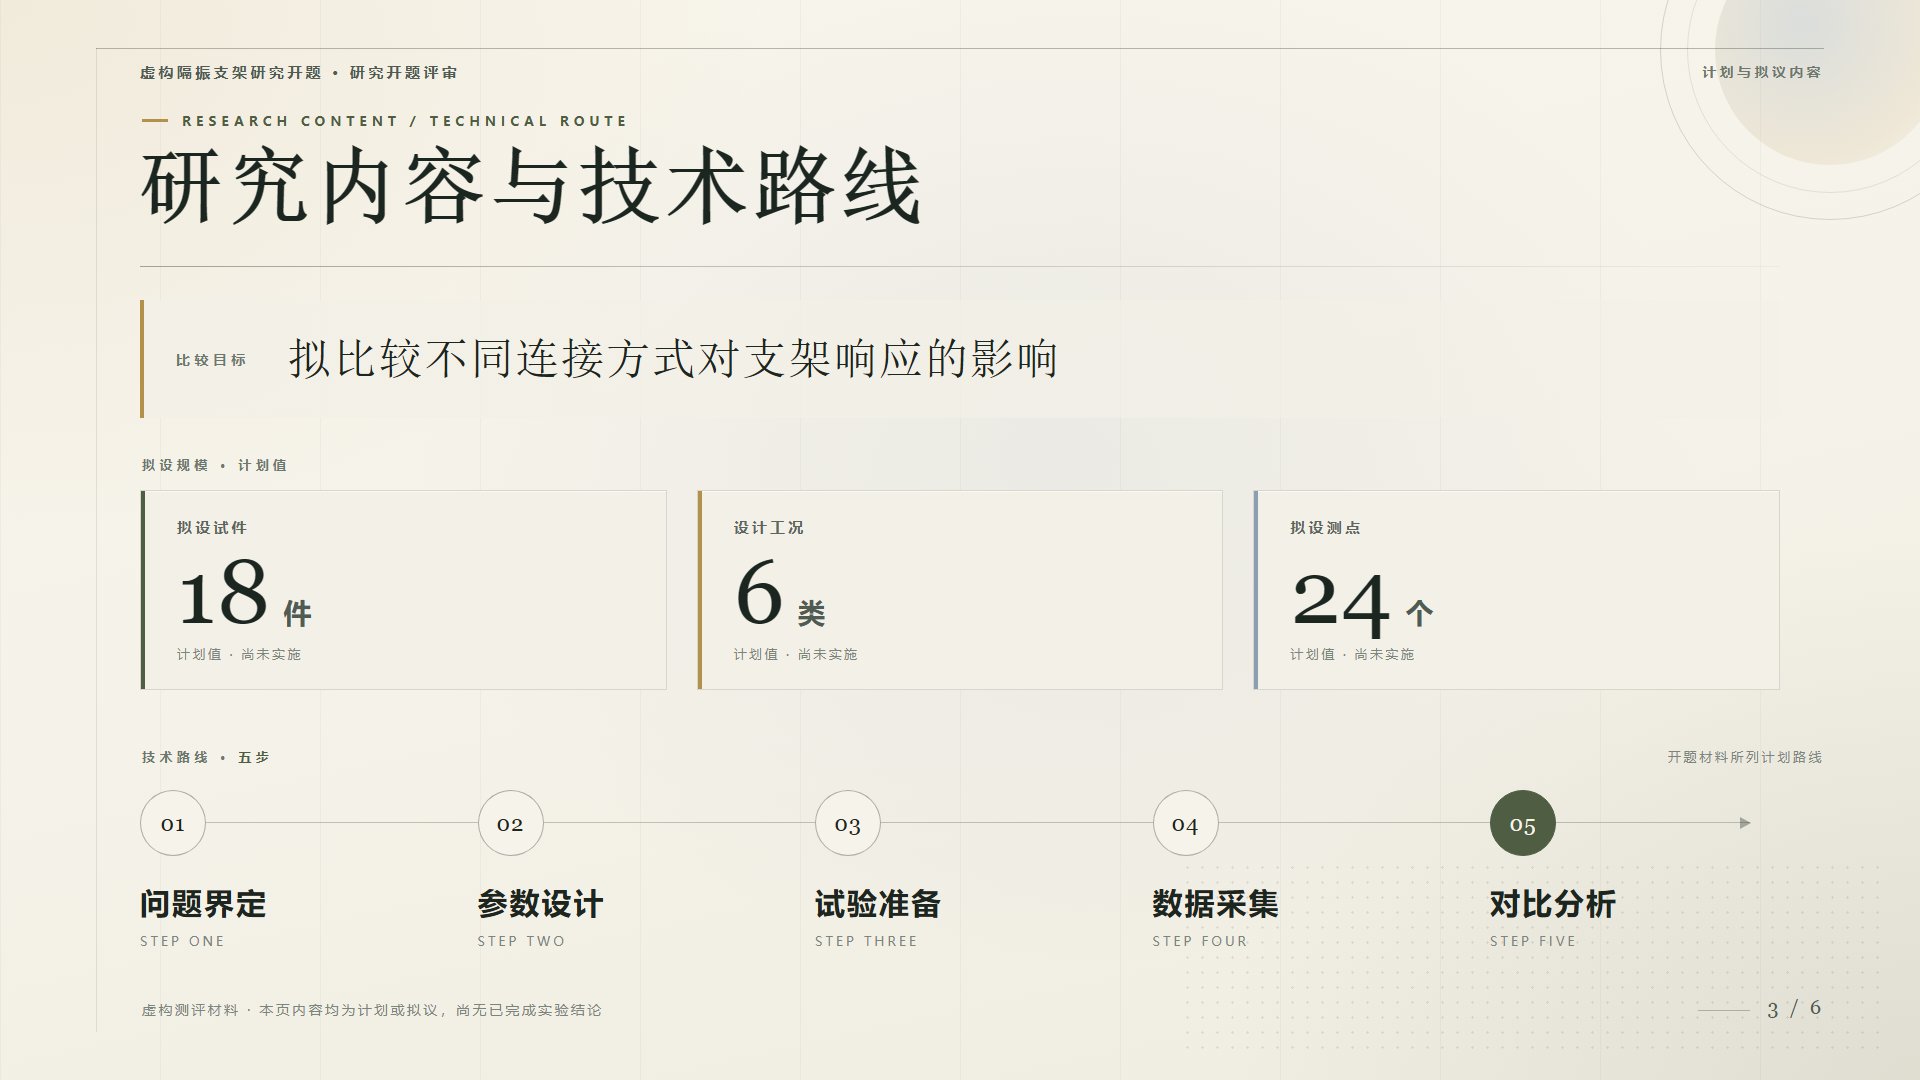 虚构隔振支架研究开题 • 研究开题评审
计划与拟议内容
RESEARCH CONTENT / TECHNICAL ROUTE
研究内容与技术路线
比较目标
拟比较不同连接方式对支架响应的影响
拟设规模 • 计划值
拟设试件
18 件
计划值 · 尚未实施
设计工况
6 类
计划值 · 尚未实施
拟设测点
24 个
计划值 · 尚未实施
技术路线 • 五步
开题材料所列计划路线
01
问题界定
STEP ONE
02
参数设计
STEP TWO
03
试验准备
STEP THREE
04
数据采集
STEP FOUR
05
对比分析
STEP FIVE
虚构测评材料 · 本页内容均为计划或拟议，尚无已完成实验结论
3 / 6